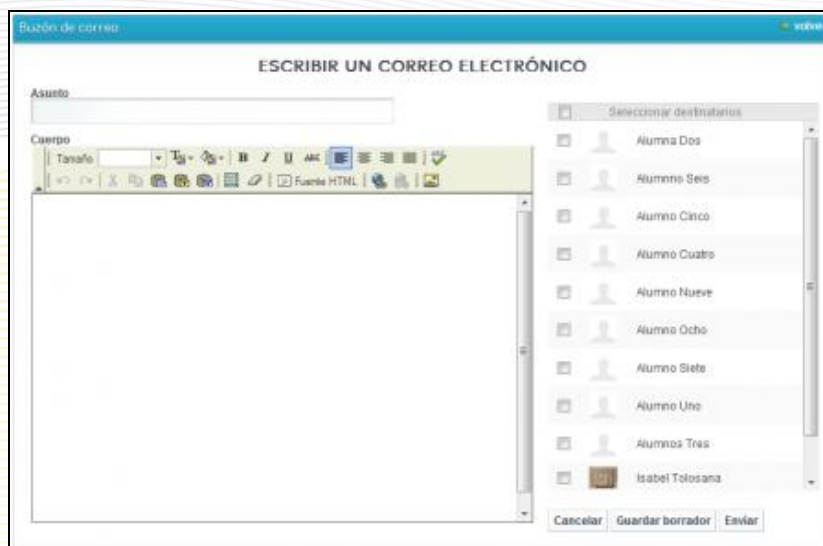 Buzón de correo
volve
ESCRIBIR UN CORREO ELECTRÓNICO
Asunto
Cuerpo
Tamaño
B I U ABC
Fuente HTML
Seleccionar destinatarios
Alumna Dos
Alumnno Seis
Alumno Cinco
Alumno Cuatro
Alumno Nueve
Alumno Ocho
Alumno Siete
Alumno Uno
Alumnos Tres
Isabel Tolosana
Cancelar Guardar borrador Enviar